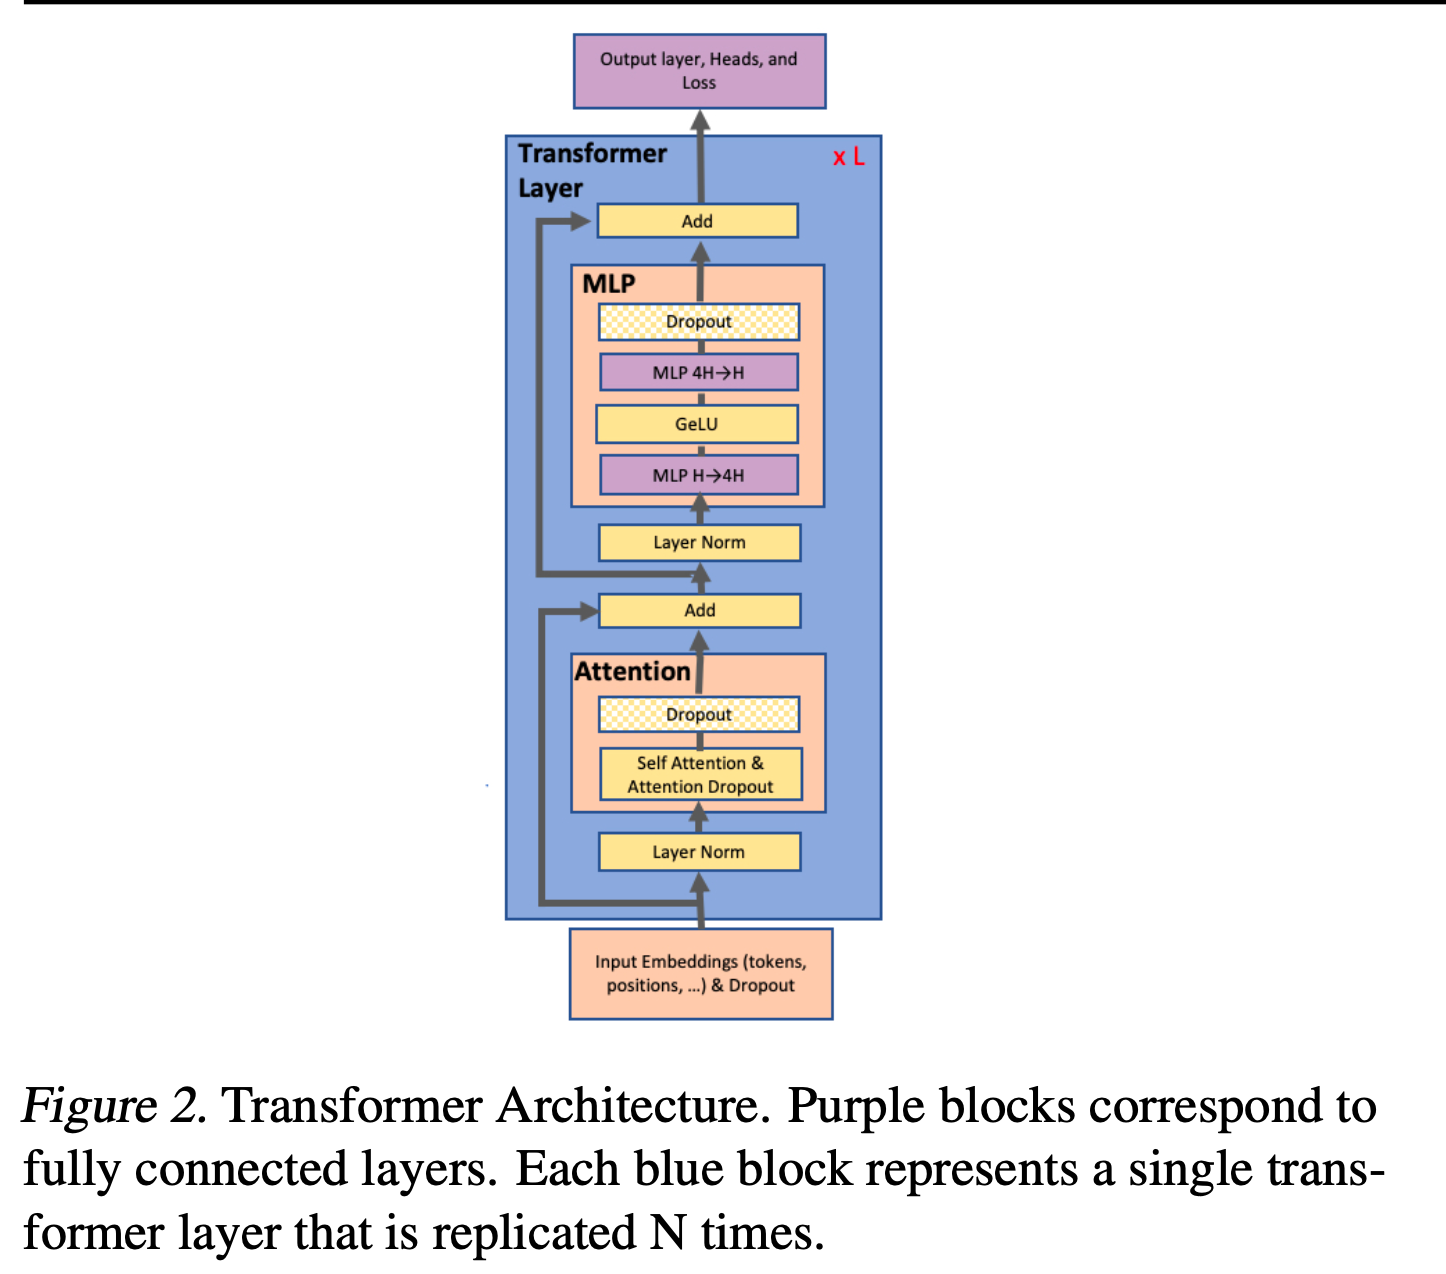 Output layer, Heads, and
Loss
Transformer
Layer
x L
Add
MLP
Dropout
MLP 4H→H
GeLU
MLP H→4H
Layer Norm
Add
Attention
Dropout
Self Attention &
Attention Dropout
Layer Norm
Input Embeddings (tokens,
positions, ...) & Dropout
Figure 2. Transformer Architecture. Purple blocks correspond to
fully connected layers. Each blue block represents a single trans-
former layer that is replicated N times.